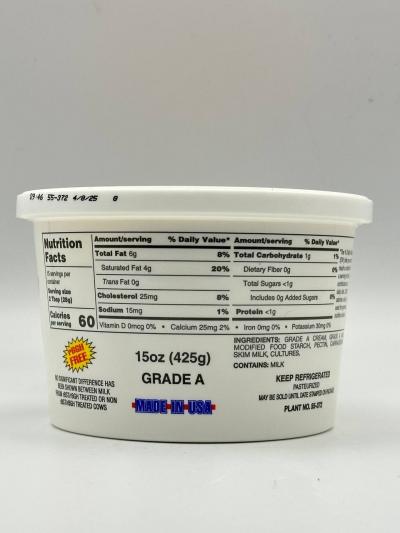 09:46 55-372 4/8/25 8
Nutrition
Facts
15 servings per
container
Serving size
2 Tbsp (28g)
Calories
per serving 60
Amount/serving % Daily Value*
Total Fat 6g 8%
Saturated Fat 4g 20%
Trans Fat 0g
Cholesterol 25mg 8%
Sodium 15mg 1%
Amount/serving % Daily Value*
Total Carbohydrate 1g 1%
Dietary Fiber 0g 0%
Total Sugars <1g
Includes 0g Added Sugars 0%
Protein <1g
Vitamin D 0mcg 0% • Calcium 25mg 2% • Iron 0mg 0% • Potassium 30mg 0%
RBGH
FREE
NO SIGNIFICANT DIFFERENCE HAS
BEEN SHOWN BETWEEN MILK
FROM rBST/rBGH TREATED OR NON
rBST/rBGH TREATED COWS
15oz (425g)
GRADE A
MADE IN USA
INGREDIENTS: GRADE A CREAM, GRADE A
MODIFIED FOOD STARCH, PECTIN,
SKIM MILK, CULTURES.
CONTAINS: MILK
KEEP REFRIGERATED
PASTEURIZED
MAY BE SOLD UNTIL DATE STAMPED ON PACKAGE
PLANT NO. 55-372